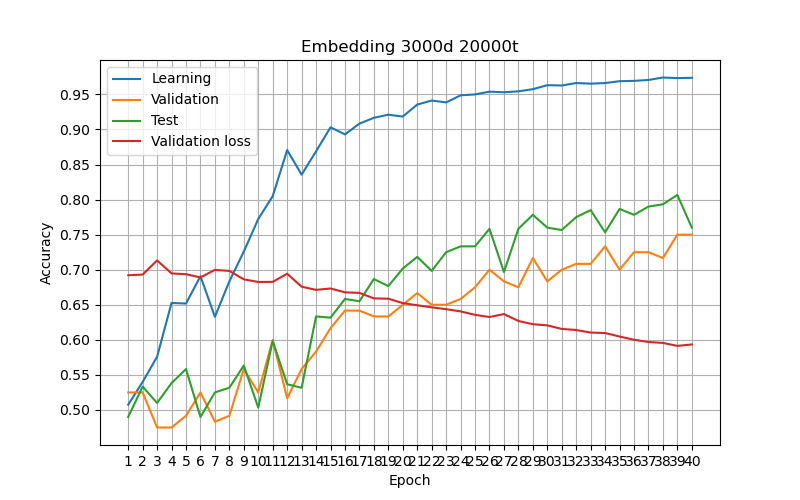 Embedding 3000d 20000t
Learning
Validation
Test
Validation loss
Accuracy
0.95
0.90
0.85
0.80
0.75
0.70
0.65
0.60
0.55
0.50
1 2 3 4 5 6 7 8 9 10 11 12 13 14 15 16 17 18 19 20 21 22 23 24 25 26 27 28 29 30 31 32 33 34 35 36 37 38 39 40
Epoch